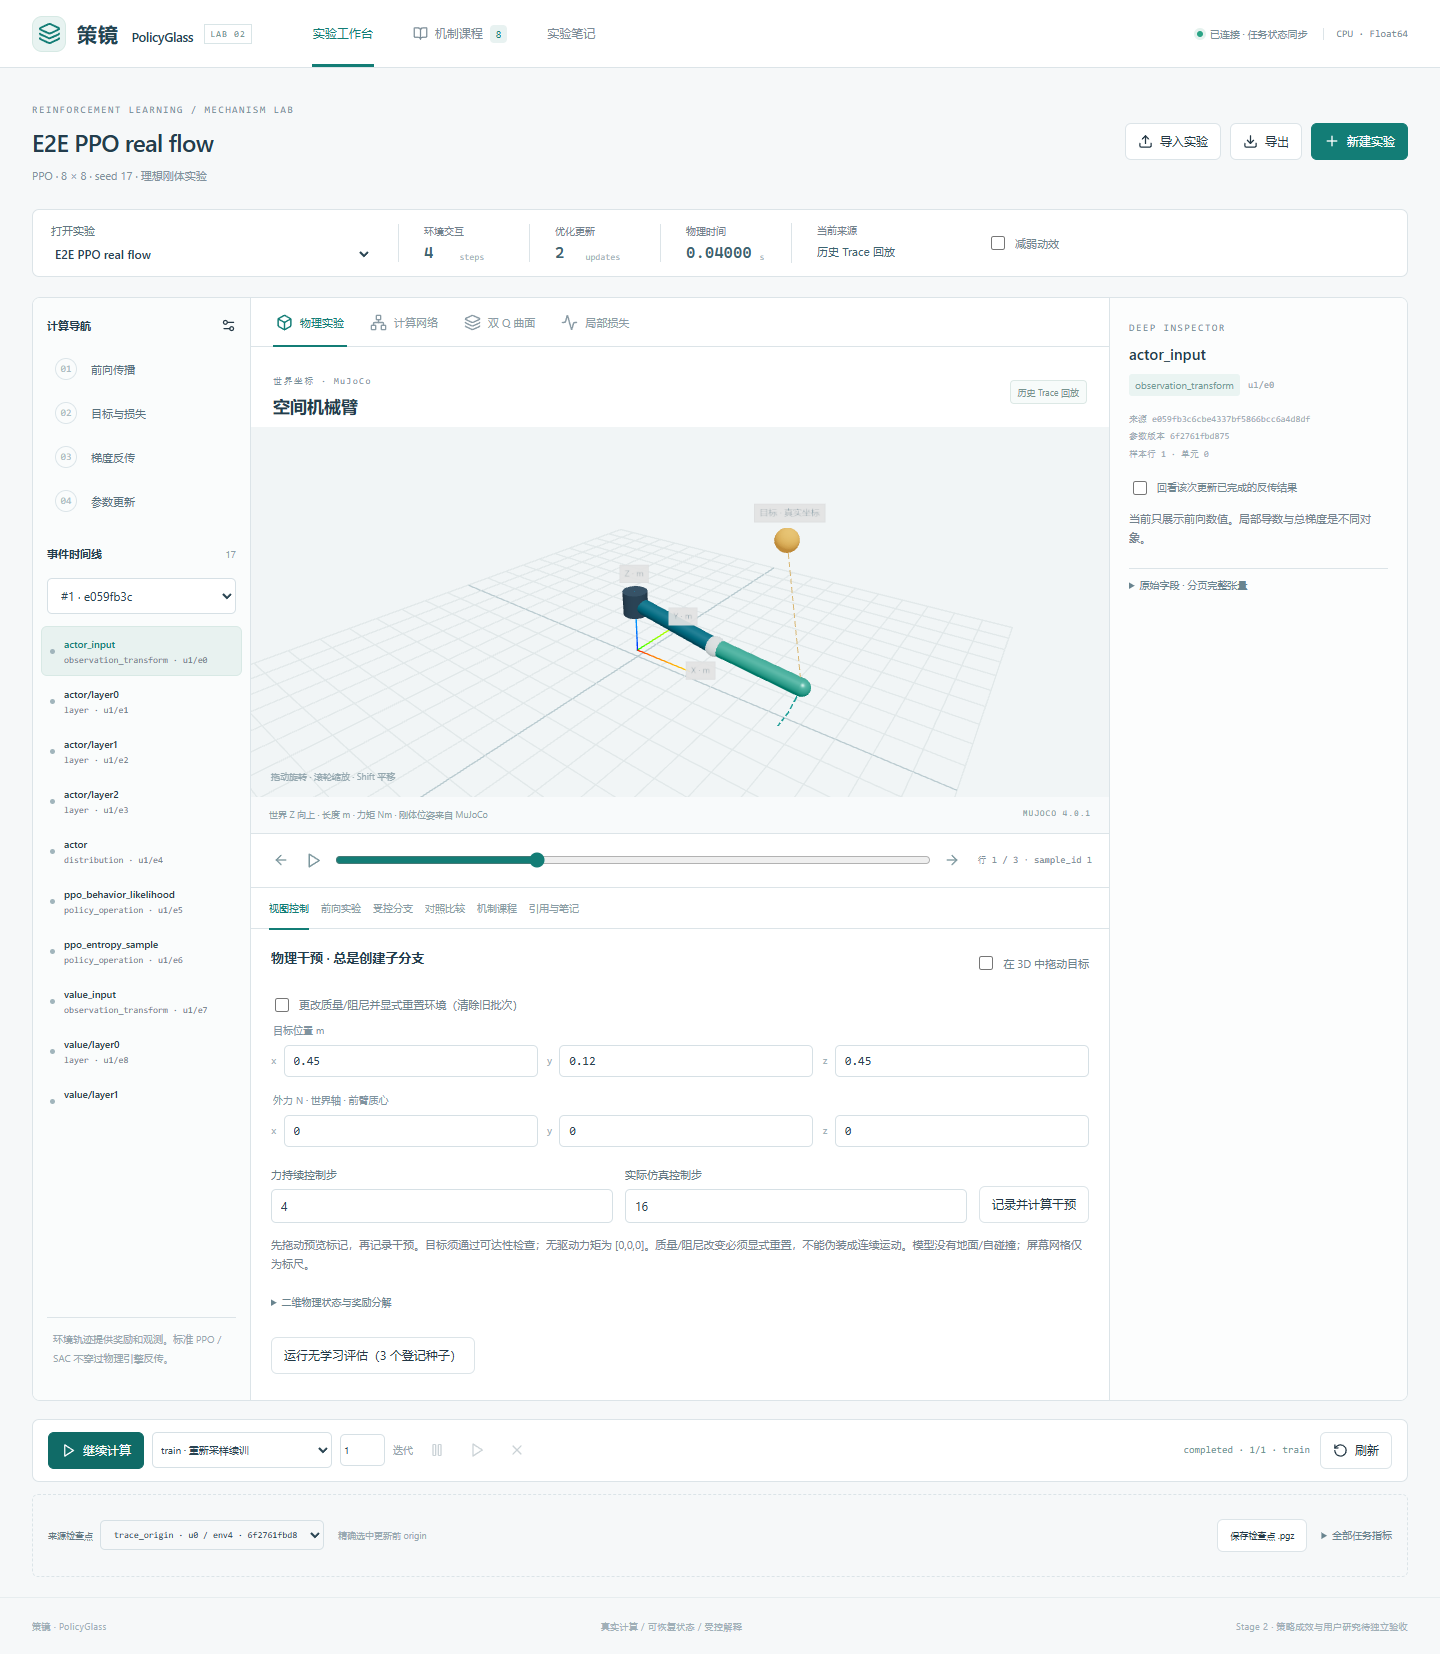 策镜 PolicyGlass LAB 02
实验工作台
机制课程 8
实验笔记
已连接 · 任务状态同步
CPU · Float64
REINFORCEMENT LEARNING / MECHANISM LAB
E2E PPO real flow
PPO · 8 × 8 · seed 17 · 理想刚体实验
导入实验
导出
新建实验
打开实验
E2E PPO real flow
环境交互
4 steps
优化更新
2 updates
物理时间
0.04000 s
当前来源
历史 Trace 回放
减弱动效
计算导航
01 前向传播
02 目标与损失
03 梯度反传
04 参数更新
事件时间线 17
#1 · e059fb3c
actor_input
observation_transform · u1/e0
actor/layer0
layer · u1/e1
actor/layer1
layer · u1/e2
actor/layer2
layer · u1/e3
actor
distribution · u1/e4
ppo_behavior_likelihood
policy_operation · u1/e5
ppo_entropy_sample
policy_operation · u1/e6
value_input
observation_transform · u1/e7
value/layer0
layer · u1/e8
value/layer1
环境轨迹提供奖励和观测。标准 PPO /
SAC 不穿过物理引擎反传。
物理实验
计算网络
双 Q 曲面
局部损失
世界坐标 · MuJoCo
空间机械臂
历史 Trace 回放
目标 · 真实坐标
Z · m
Y · m
X · m
拖动旋转 · 滚轮缩放 · Shift 平移
世界 Z 向上 · 长度 m · 力矩 Nm · 刚体位姿来自 MuJoCo
MUJOCO 4.0.1
行 1 / 3 · sample_id 1
视图控制
前向实验
受控分支
对照比较
机制课程
引用与笔记
物理干预 · 总是创建子分支
在 3D 中拖动目标
更改质量/阻尼并显式重置环境（清除旧批次）
目标位置 m
x 0.45
y 0.12
z 0.45
外力 N · 世界轴 · 前臂质心
x 0
y 0
z 0
力持续控制步
4
实际仿真控制步
16
记录并计算干预
先拖动预览标记，再记录干预。目标须通过可达性检查；无驱动力矩为 [0,0,0]。质量/阻尼改变必须显式重置，不能伪装成连续运动。模型没有地面/自碰撞；屏幕网格仅
为标尺。
二维物理状态与奖励分解
运行无学习评估（3 个登记种子）
DEEP INSPECTOR
actor_input
observation_transform u1/e0
来源 e059fb3c6cbe4337bf5866bcc6a4d8df
参数版本 6f2761fbd875
样本行 1 · 单元 0
回看该次更新已完成的反传结果
当前只展示前向数值。局部导数与总梯度是不同对
象。
原始字段 · 分页完整张量
继续计算
train · 重新采样续训
1
迭代
completed · 1/1 · train
刷新
来源检查点
trace_origin · u0 / env4 · 6f2761fbd8
精确选中更新前 origin
保存检查点 .pgz
全部任务指标
策镜 · PolicyGlass
真实计算 / 可恢复状态 / 受控解释
Stage 2 · 策略成效与用户研究待独立验收